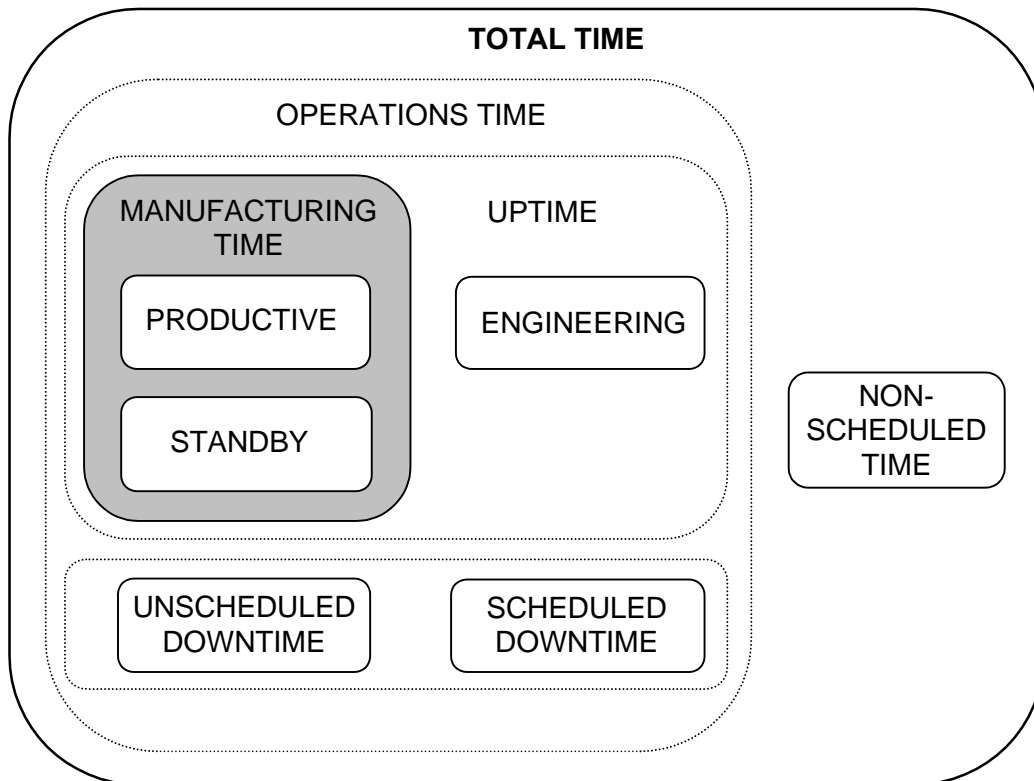 TOTAL TIME
OPERATIONS TIME
MANUFACTURING
TIME
UPTIME
PRODUCTIVE
ENGINEERING
STANDBY
NON-
SCHEDULED
TIME
UNSCHEDULED
DOWNTIME
SCHEDULED
DOWNTIME